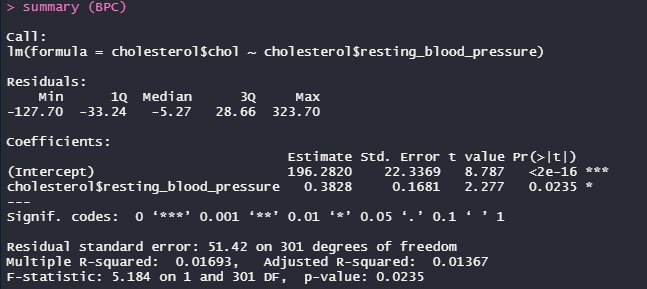 > summary (BPC)
Call:
lm(formula = cholesterol$chol ~ cholesterol$resting_blood_pressure)
Residuals:
    Min      1Q  Median      3Q     Max
-127.70  -33.24   -5.27   28.66  323.70
Coefficients:
                                   Estimate Std. Error t value Pr(>|t|)
(Intercept)                        196.2820    22.3369   8.787   <2e-16 ***
cholesterol$resting_blood_pressure   0.3828     0.1681   2.277   0.0235 *
---
Signif. codes:  0 ‘***’ 0.001 ‘**’ 0.01 ‘*’ 0.05 ‘.’ 0.1 ‘ ’ 1
Residual standard error: 51.42 on 301 degrees of freedom
Multiple R-squared:  0.01693,   Adjusted R-squared:  0.01367
F-statistic: 5.184 on 1 and 301 DF,  p-value: 0.0235